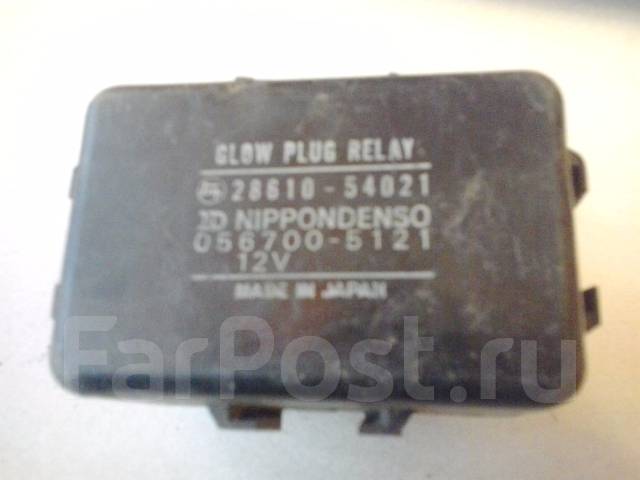 GLOW PLUG RELAY
28610-54021
ND NIPPONDENSO
056700-5121
12V
MADE IN JAPAN
FarPost.ru